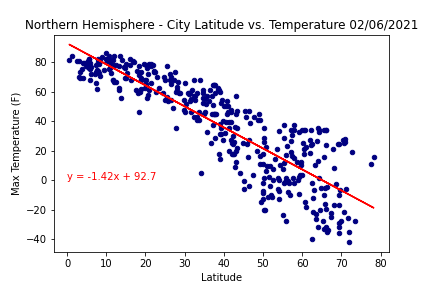 Northern Hemisphere - City Latitude vs. Temperature 02/06/2021
Max Temperature (F)
80
60
40
20
0
−20
−40
y = -1.42x + 92.7
0 10 20 30 40 50 60 70 80
Latitude